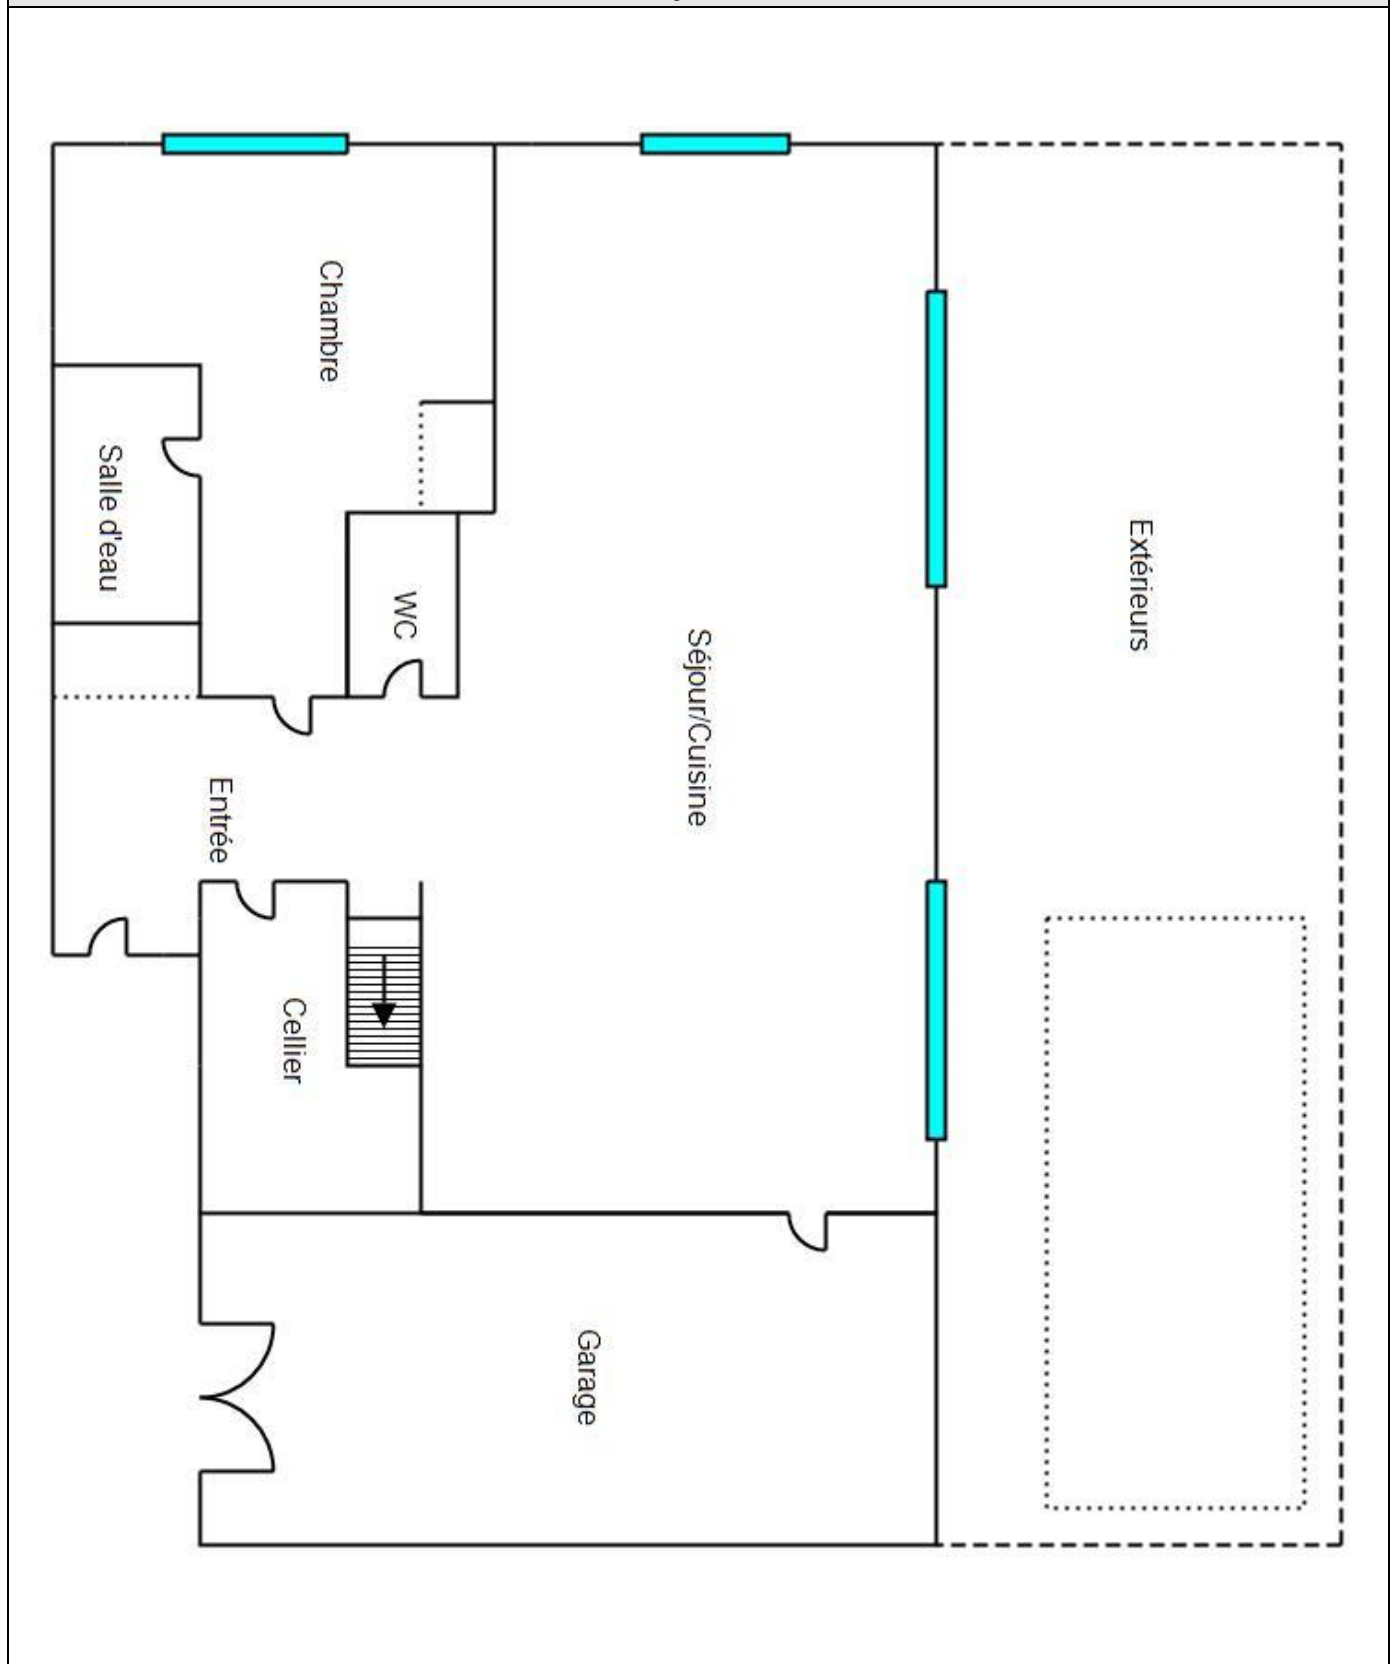 Chambre
Salle d'eau
WC
Extérieurs
Séjour/Cuisine
Entrée
Cellier
Garage